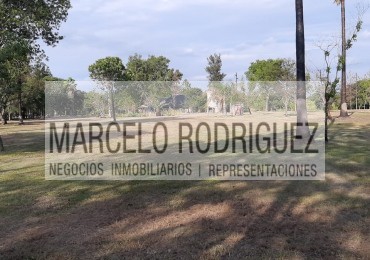 MARCELO RODRIGUEZ
NEGOCIOS INMOBILIARIOS | REPRESENTACIONES